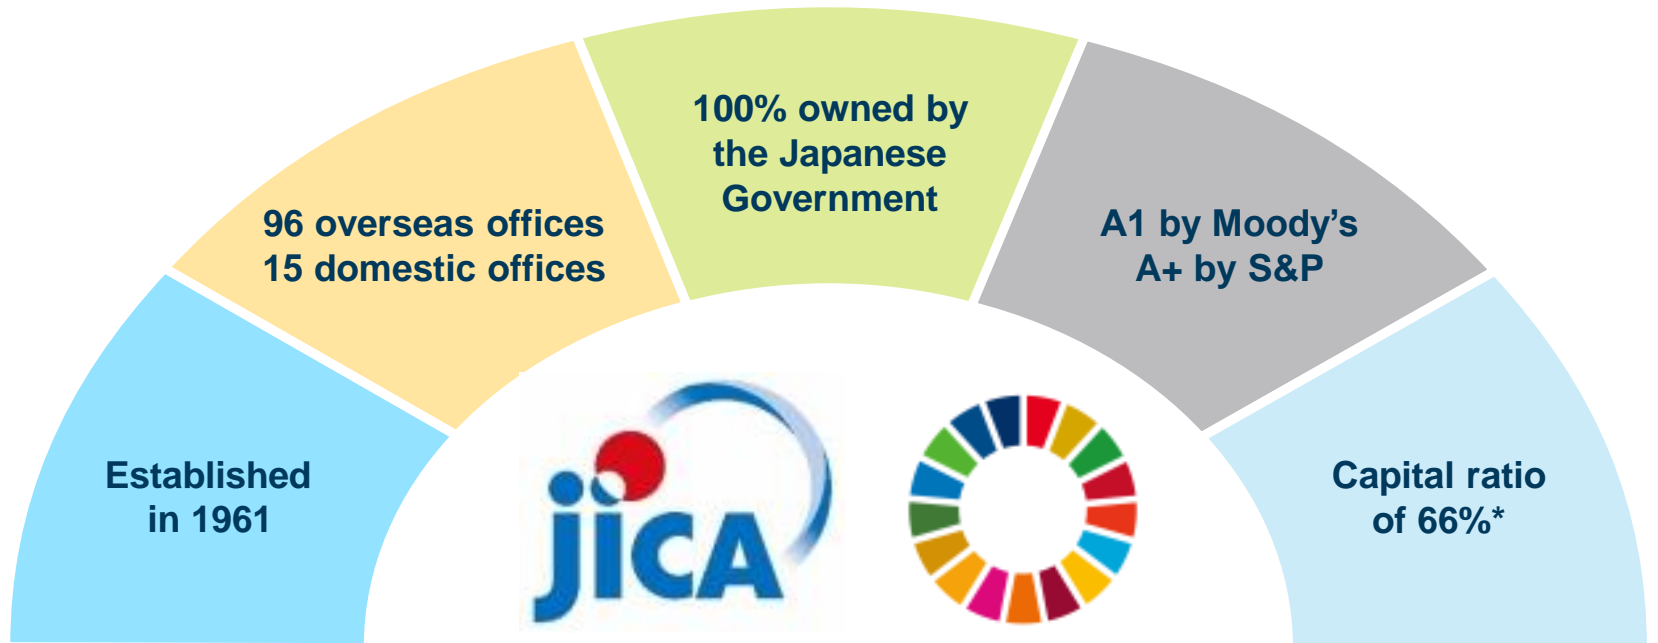 Established
in 1961
96 overseas offices
15 domestic offices
100% owned by
the Japanese
Government
A1 by Moody’s
A+ by S&P
Capital ratio
of 66%*
jICA